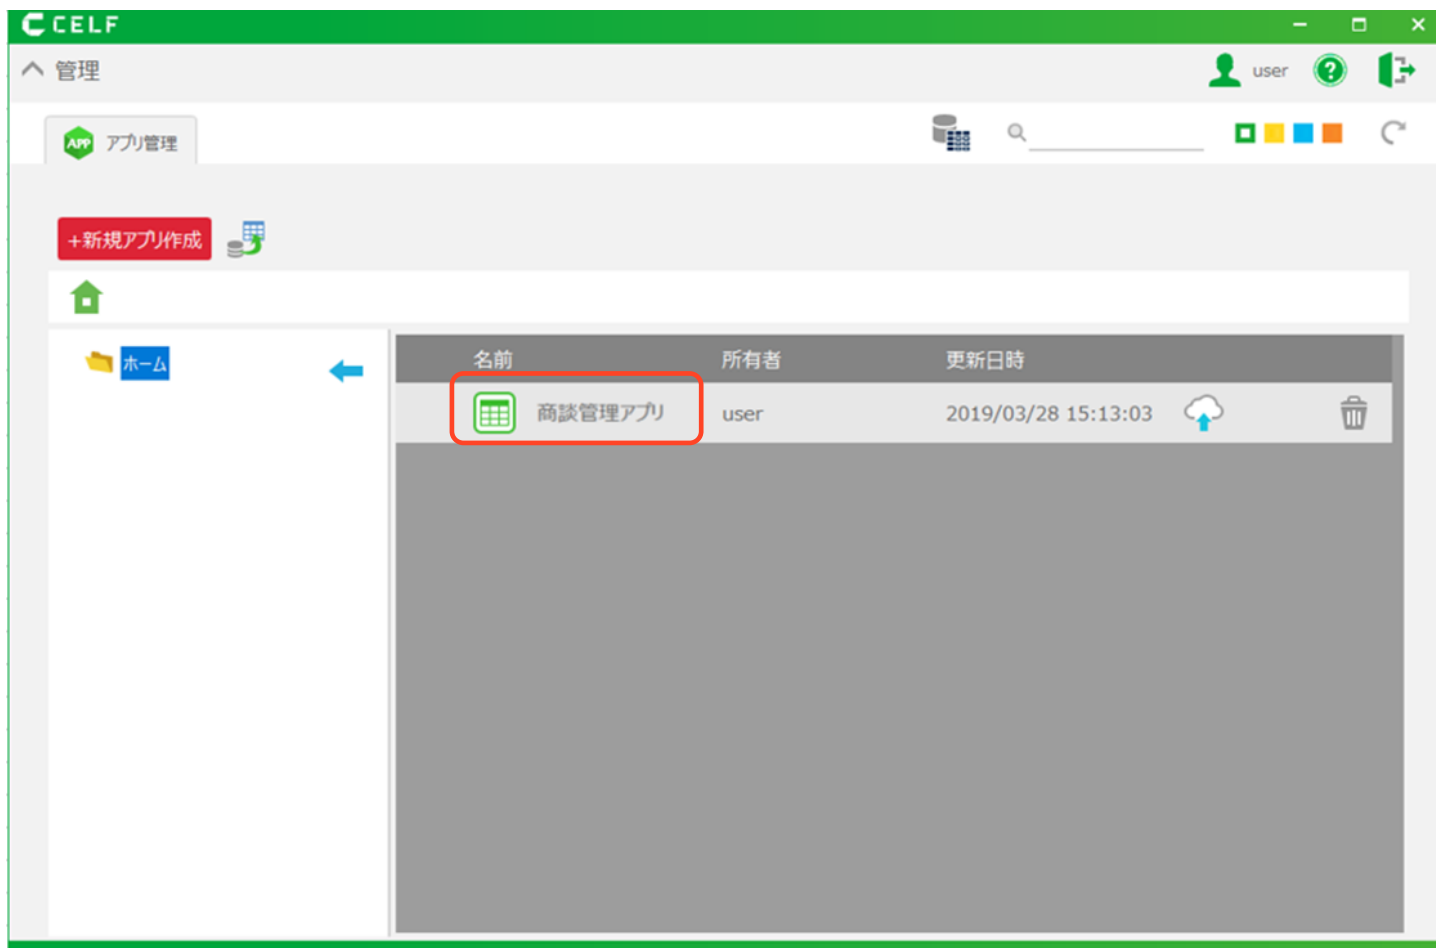 CELF
管理
user
?
APP アプリ管理
+新規アプリ作成
ホーム
名前 所有者 更新日時
商談管理アプリ user 2019/03/28 15:13:03